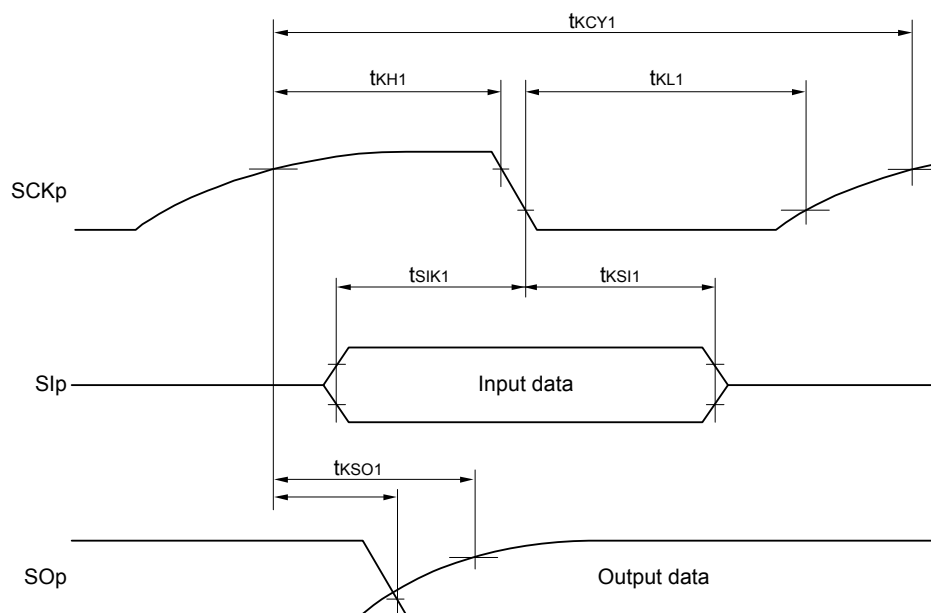 tKCY1
tKH1
tKL1
SCKp
tSIK1
tKSI1
SIp
Input data
tKSO1
SOp
Output data